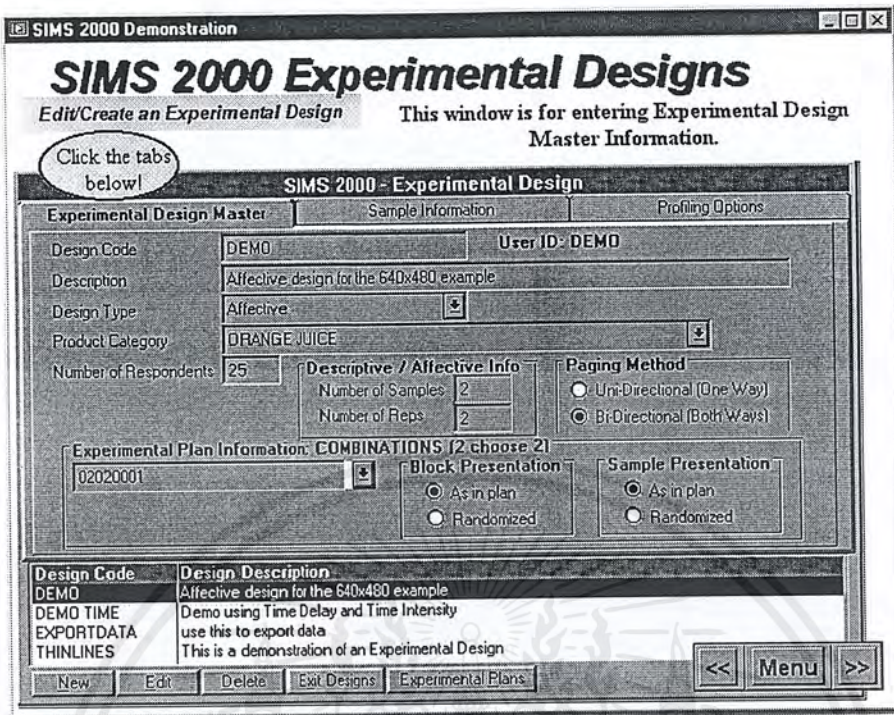 SIMS 2000 Demonstration
SIMS 2000 Experimental Designs
Edit/Create an Experimental Design
This window is for entering Experimental Design
Master Information.
Click the tabs
below!
SIMS 2000 - Experimental Design
Experimental Design Master
Sample Information
Profiling Options
Design Code
DEMO
User ID: DEMO
Description
Affective design for the 640x480 example
Design Type
Affective
Product Category
ORANGE JUICE
Number of Respondents
25
Descriptive / Affective Info
Number of Samples
2
Number of Reps
2
Paging Method
Uni-Directional (One Way)
Bi-Directional (Both Ways)
Experimental Plan Information: COMBINATIONS (2 choose 2)
02020001
Block Presentation
As in plan
Randomized
Sample Presentation
As in plan
Randomized
Design Code Design Description
DEMO Affective design for the 640x480 example
DEMO TIME Demo using Time Delay and Time Intensity
EXPORTDATA use this to export data
THINLINES This is a demonstration of an Experimental Design
New Edit Delete Exit Designs Experimental Plans
<< Menu >>